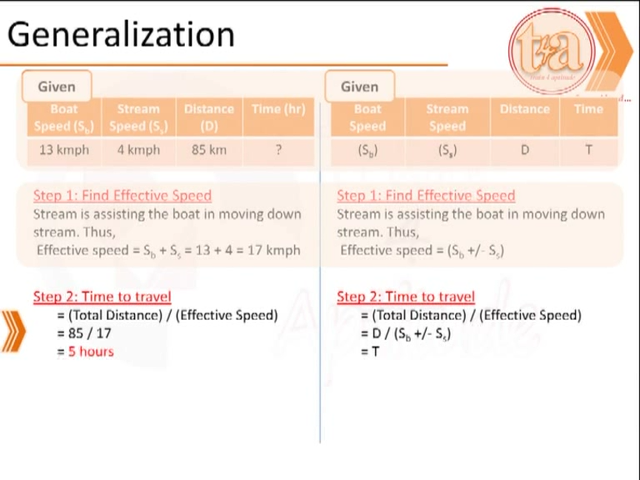 Generalization
Given
Boat Speed (Sb) Stream Speed (Ss) Distance (D) Time (hr)
13 kmph 4 kmph 85 km ?
Step 1: Find Effective Speed
Stream is assisting the boat in moving down
stream. Thus,
Effective speed = Sb + Ss = 13 + 4 = 17 kmph
Step 2: Time to travel
= (Total Distance) / (Effective Speed)
= 85 / 17
= 5 hours
Given
Boat Speed Stream Speed Distance Time
(Sb) (Ss) D T
Step 1: Find Effective Speed
Stream is assisting the boat in moving down
stream. Thus,
Effective speed = (Sb +/- Ss)
Step 2: Time to travel
= (Total Distance) / (Effective Speed)
= D / (Sb +/- Ss)
= T